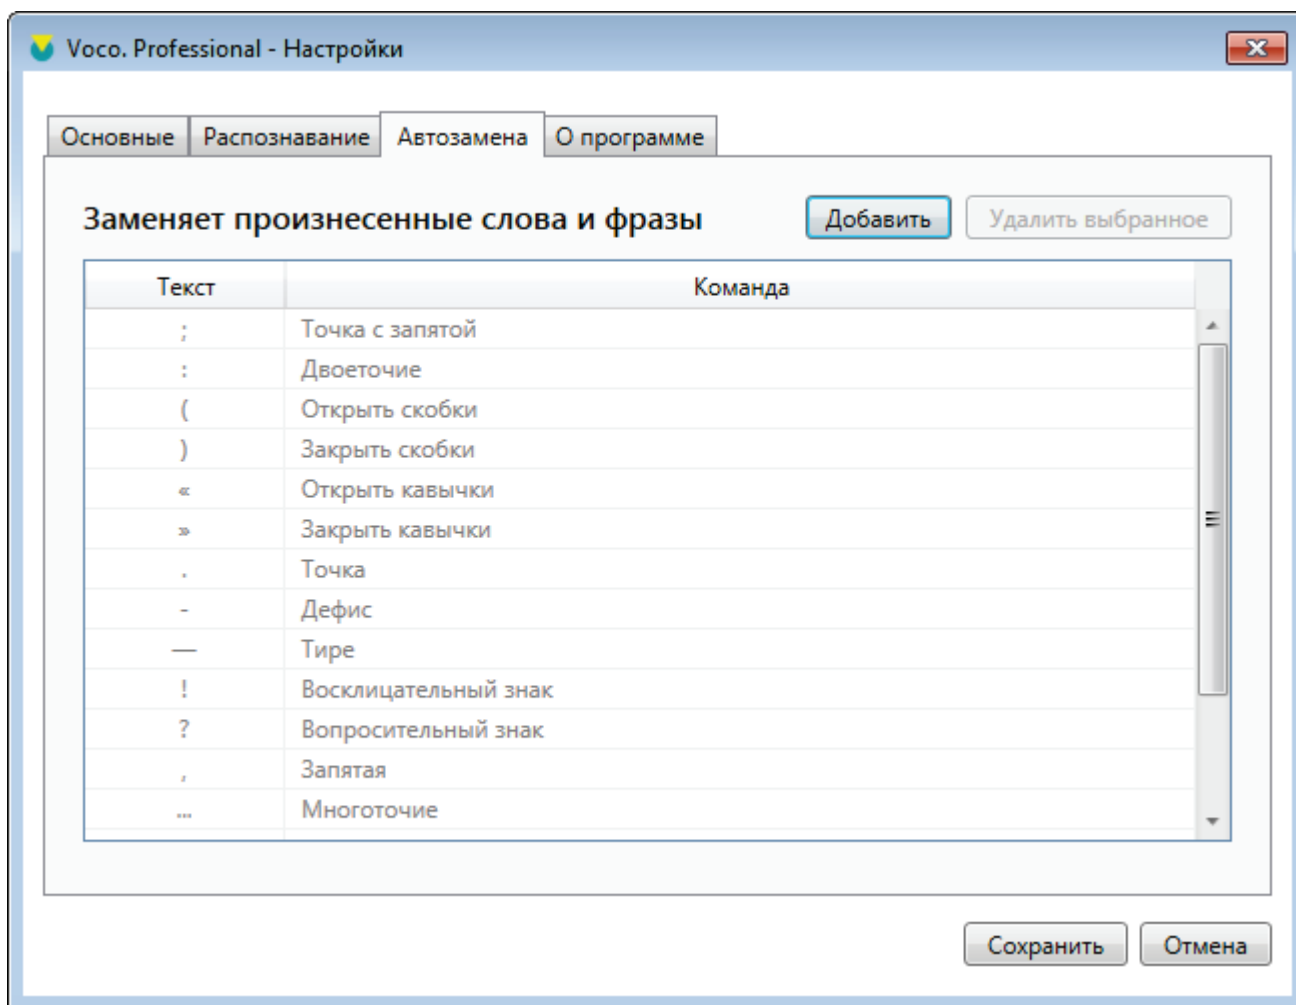 Voco. Professional - Настройки
Основные Распознавание Автозамена О программе
Заменяет произнесенные слова и фразы Добавить Удалить выбранное
Текст Команда
; Точка с запятой
: Двоеточие
( Открыть скобки
) Закрыть скобки
« Открыть кавычки
» Закрыть кавычки
. Точка
- Дефис
— Тире
! Восклицательный знак
? Вопросительный знак
, Запятая
... Многоточие
Сохранить Отмена